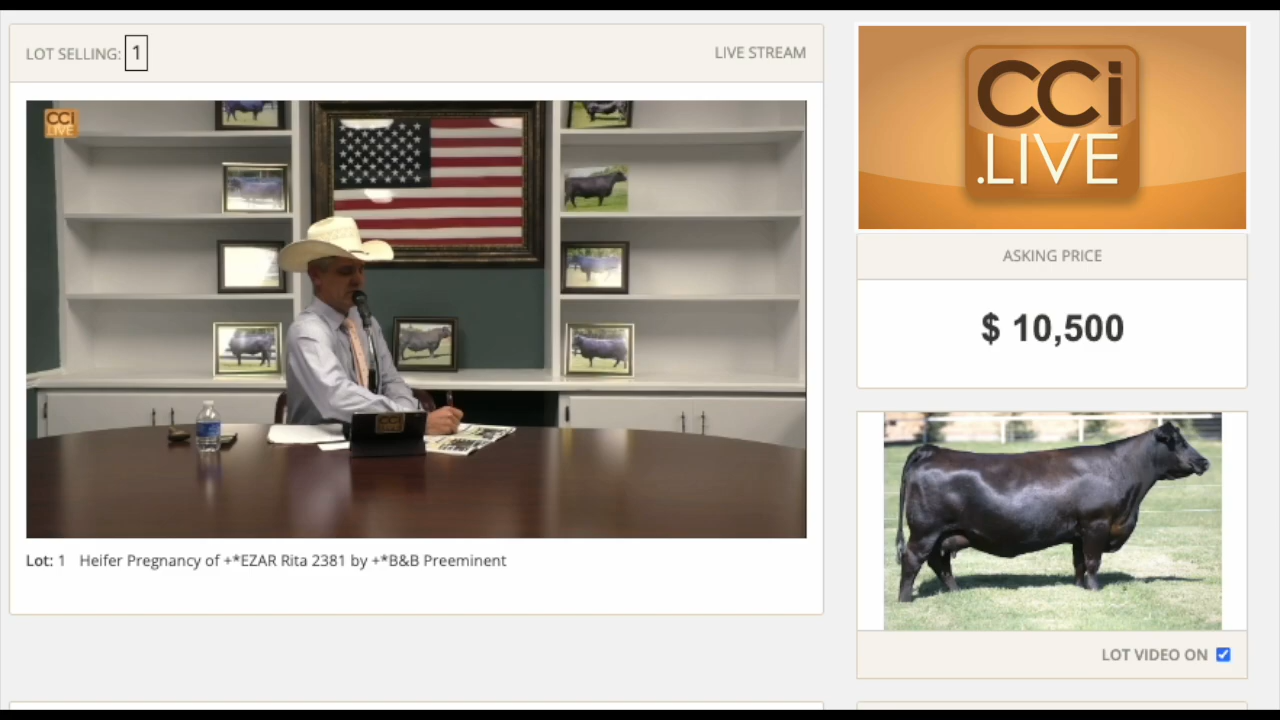 LOT SELLING: 1
LIVE STREAM
CCi
LIVE
CCi
.LIVE
ASKING PRICE
$ 10,500
Lot: 1 Heifer Pregnancy of +*EZAR Rita 2381 by +*B&B Preeminent
LOT VIDEO ON